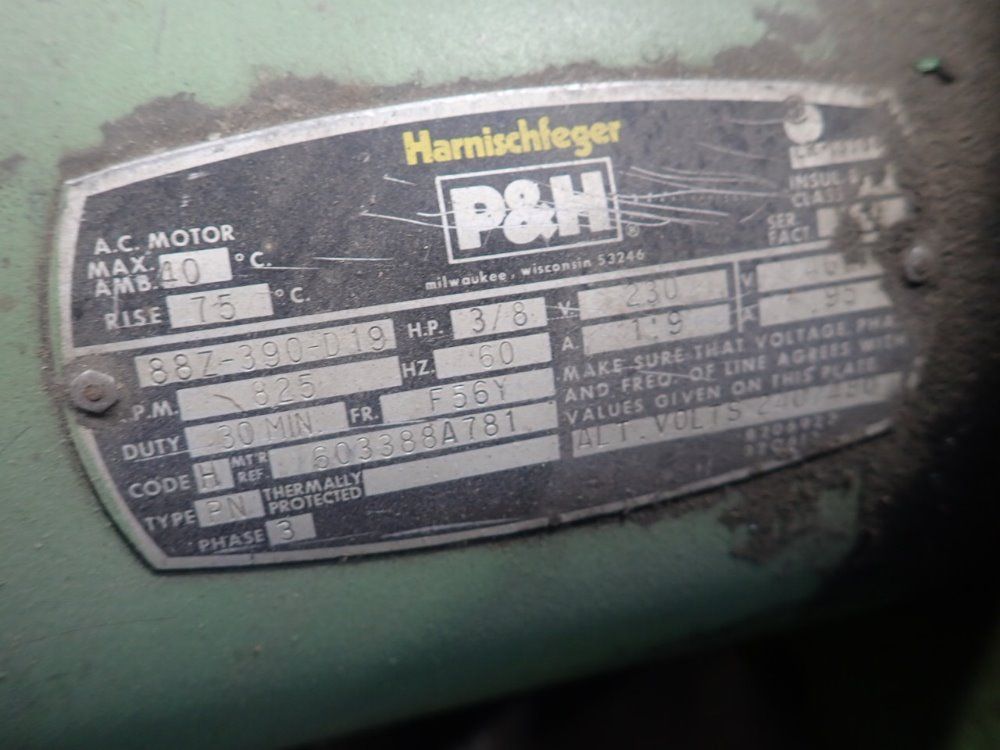 Harnischfeger
P&H ®
milwaukee, wisconsin 53246
A.C. MOTOR
MAX. AMB. 40 °C.
RISE 75 °C.
INSUL.
CLASS
SER.
FACT.
88Z-390-D19
P.M. 825
DUTY 30 MIN.
CODE H MT'R REF. 603388A781
TYPE PN THERMALLY PROTECTED
PHASE 3
H.P. 3/8
HZ. 60
FR. F56Y
V. 230 V
A. 1.9 A. 95
MAKE SURE THAT VOLTAGE, PHA
AND FREQ. OF LINE AGREES WITH
VALUES GIVEN ON THIS PLATE
ALT. VOLTS 240/480